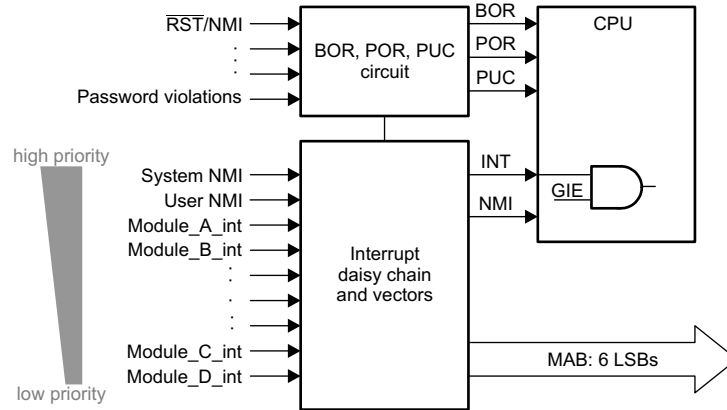 RST/NMI
Password violations
BOR, POR, PUC
circuit
BOR
POR
PUC
CPU
high priority
low priority
System NMI
User NMI
Module_A_int
Module_B_int
Module_C_int
Module_D_int
Interrupt
daisy chain
and vectors
INT
NMI
GIE
MAB: 6 LSBs